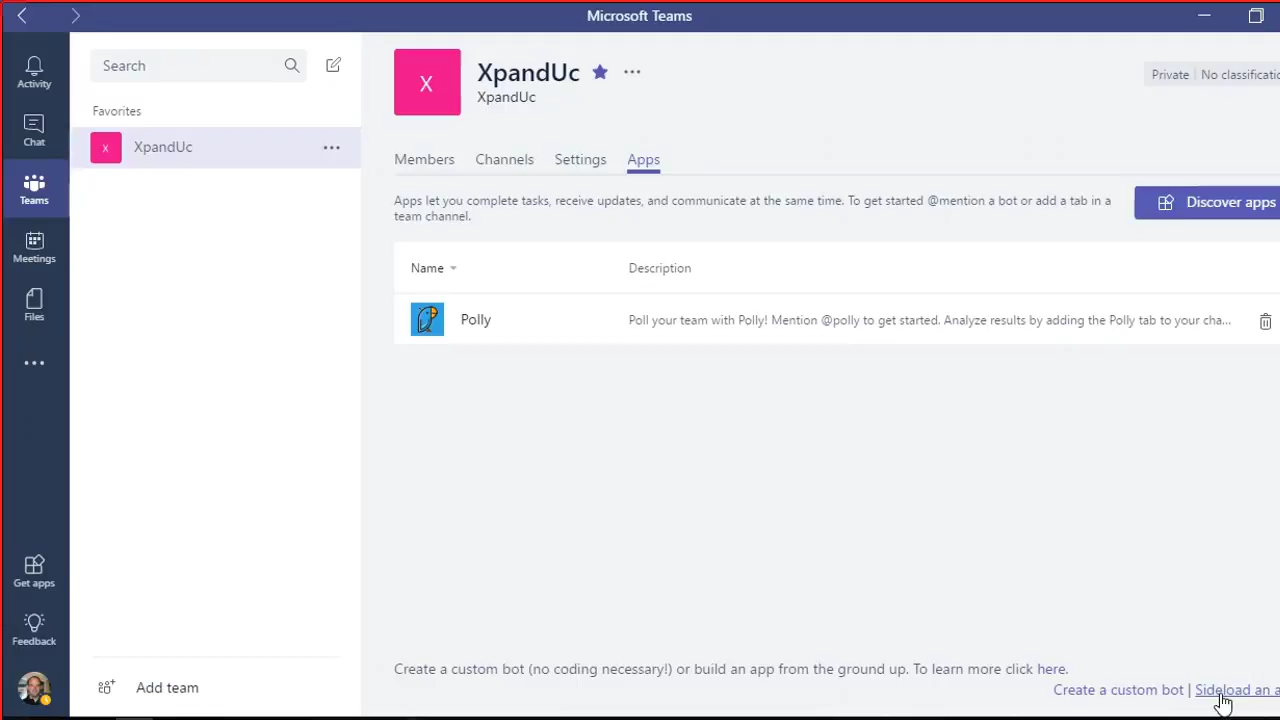 Microsoft Teams
Activity
Chat
Teams
Meetings
Files
Get apps
Feedback
Search
Favorites
X XpandUc
Add team
X
XpandUc
XpandUc
Private | No
Members Channels Settings Apps
Apps let you complete tasks, receive updates, and communicate at the same time. To get started @mention a bot or add a tab in a
team channel.
Discover apps
Name Description
Polly Poll your team with Polly! Mention @polly to get started. Analyze results by adding the Polly tab to your cha...
Create a custom bot (no coding necessary!) or build an app from the ground up. To learn more click here.
Create a custom bot | Sideload an